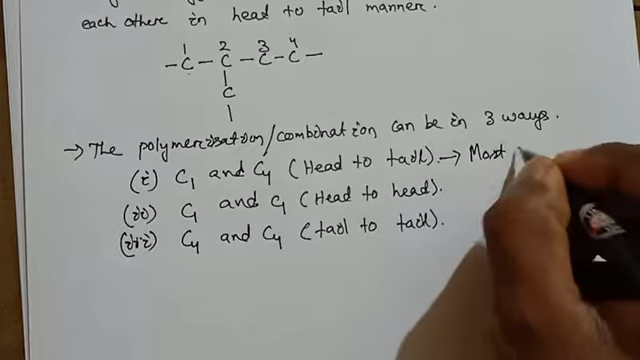 each othere in head to tail manner.
1 2 3 4
- C - C - C - C -
C
→ The polymerisation/combination can be in 3 ways.
(i) C1 and C4 (Head to tail). → Most
(ii) C1 and C1 (Head to head).
(iii) C4 and C4 (tail to tail).